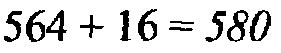 564 + 16 = 580